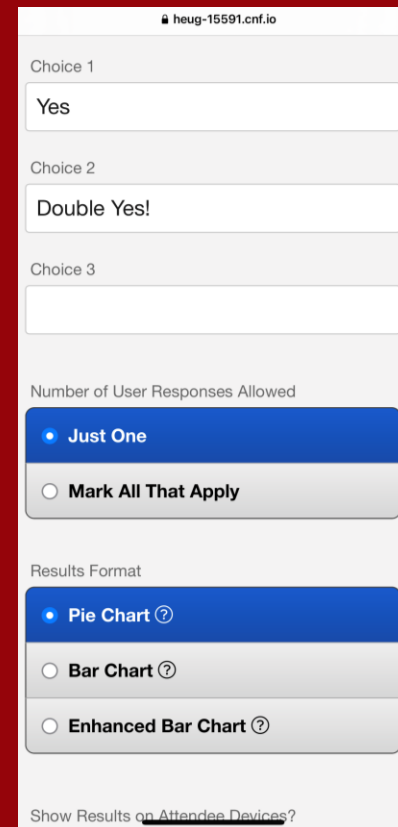 heug-15591.cnf.io
Choice 1
Yes
Choice 2
Double Yes!
Choice 3
Number of User Responses Allowed
Just One
Mark All That Apply
Results Format
Pie Chart ?
Bar Chart ?
Enhanced Bar Chart ?
Show Results on Attendee Devices?